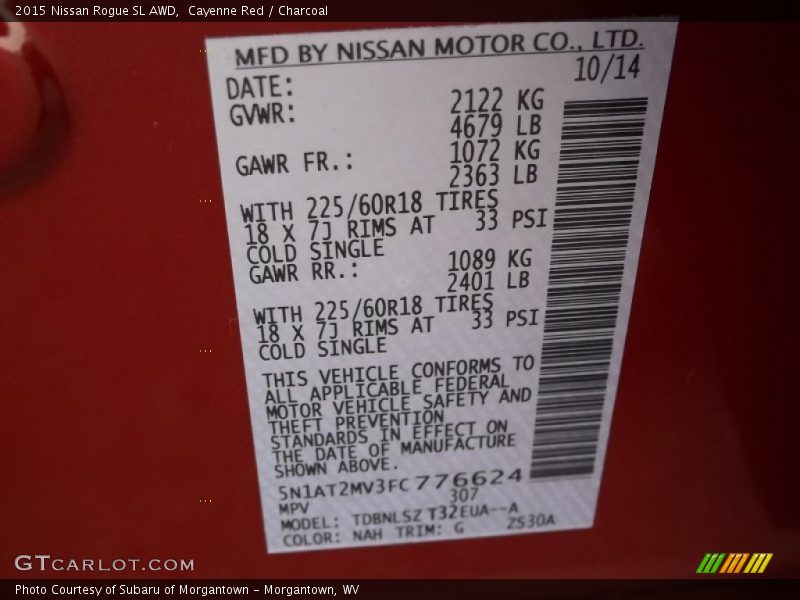 2015 Nissan Rogue SL AWD, Cayenne Red / Charcoal
MFD BY NISSAN MOTOR CO., LTD.
DATE: 10/14
GVWR: 2122 KG
4679 LB
GAWR FR.: 1072 KG
2363 LB
WITH 225/60R18 TIRES
18 X 7J RIMS AT 33 PSI
COLD SINGLE
GAWR RR.: 1089 KG
2401 LB
WITH 225/60R18 TIRES
18 X 7J RIMS AT 33 PSI
COLD SINGLE
THIS VEHICLE CONFORMS TO
ALL APPLICABLE FEDERAL
MOTOR VEHICLE SAFETY AND
THEFT PREVENTION
STANDARDS IN EFFECT ON
THE DATE OF MANUFACTURE
SHOWN ABOVE.
5N1AT2MV3FC776624
MPV 307
MODEL: TDBNLSZ T32EUA--A
COLOR: NAH TRIM: G ZS30A
GTCARLOT.COM
Photo Courtesy of Subaru of Morgantown - Morgantown, WV